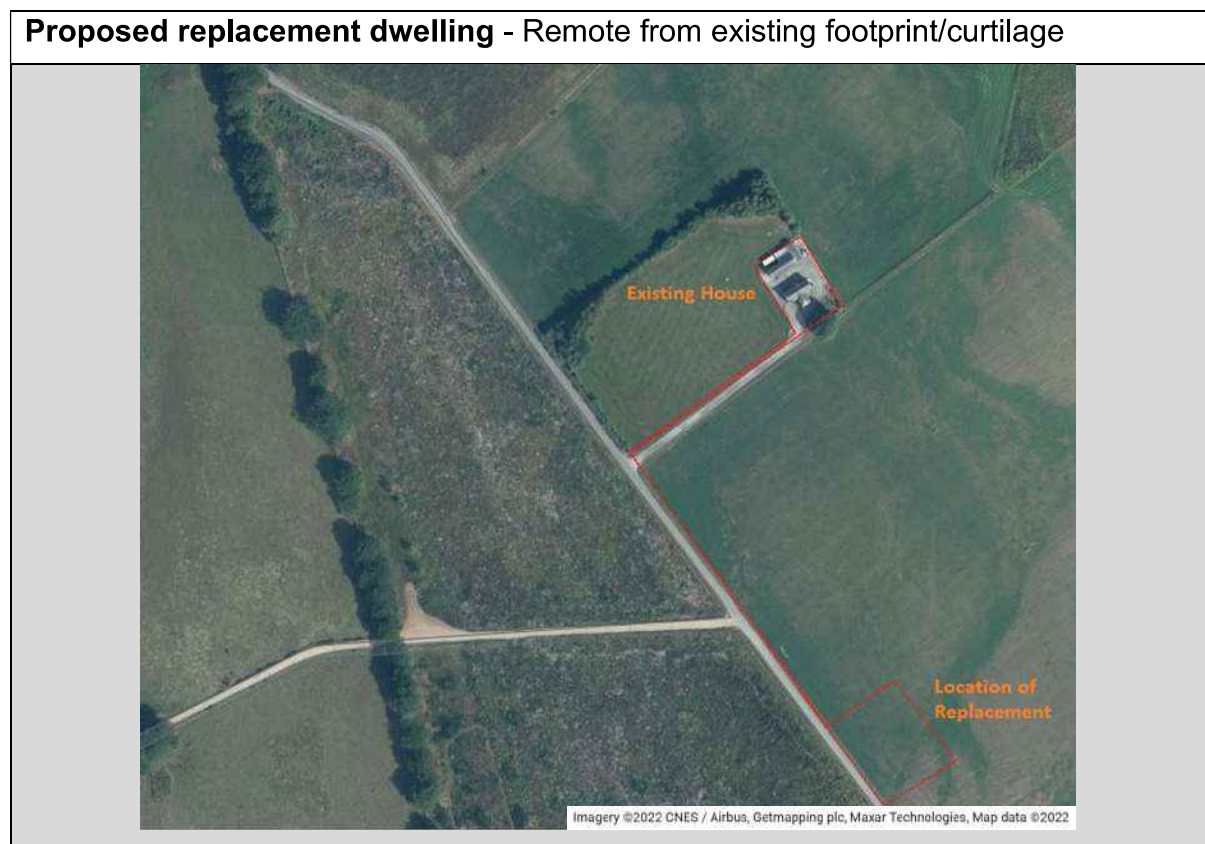 Proposed replacement dwelling - Remote from existing footprint/curtilage
Existing House
Location of
Replacement
Imagery ©2022 CNES / Airbus, Getmapping plc, Maxar Technologies, Map data ©2022